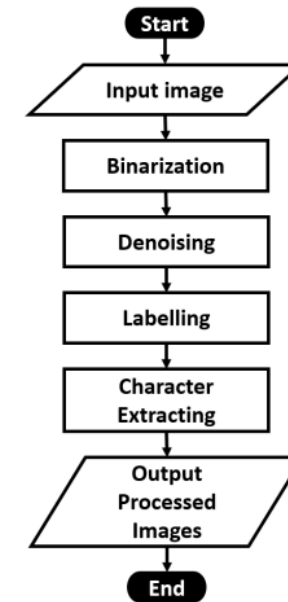 Start
Input image
Binarization
Denoising
Labelling
Character
Extracting
Output
Processed
Images
End